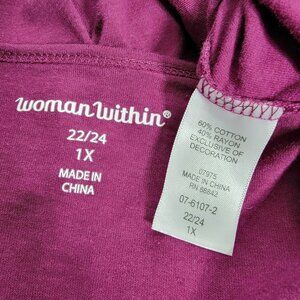 woman Within®
22/24
1X
MADE IN
CHINA
60% COTTON
40% RAYON
EXCLUSIVE OF
DECORATION
07975
MADE IN CHINA
RN 88842
07-6107-2
22/24
1X